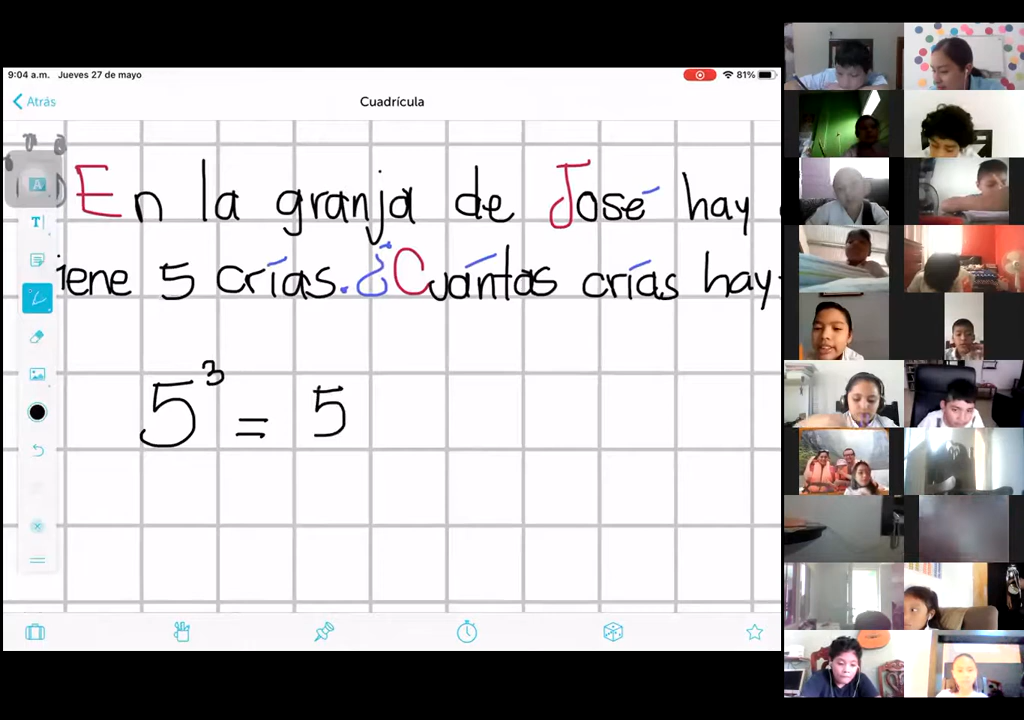 9:04 a.m. Jueves 27 de mayo 81%
Atrás Cuadrícula
En la granja de José hay
iene 5 crías. ¿Cuántas crías hay
5³ = 5
A
T